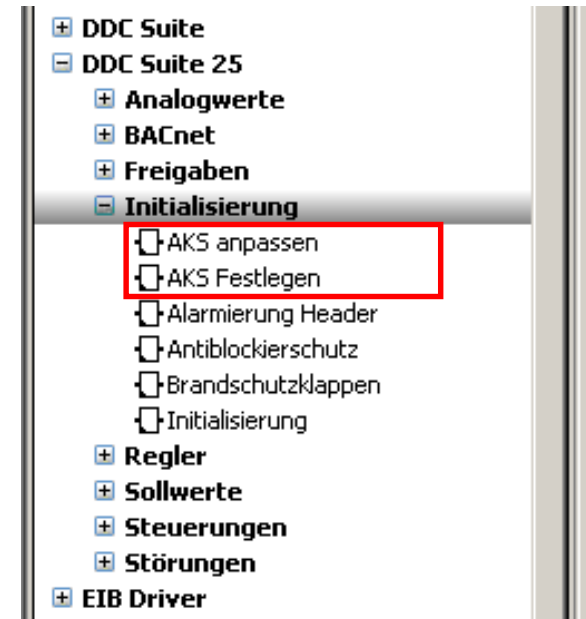 DDC Suite
DDC Suite 25
Analogwerte
BACnet
Freigaben
Initialisierung
AKS anpassen
AKS Festlegen
Alarmierung Header
Antiblockierschutz
Brandschutzklappen
Initialisierung
Regler
Sollwerte
Steuerungen
Störungen
EIB Driver